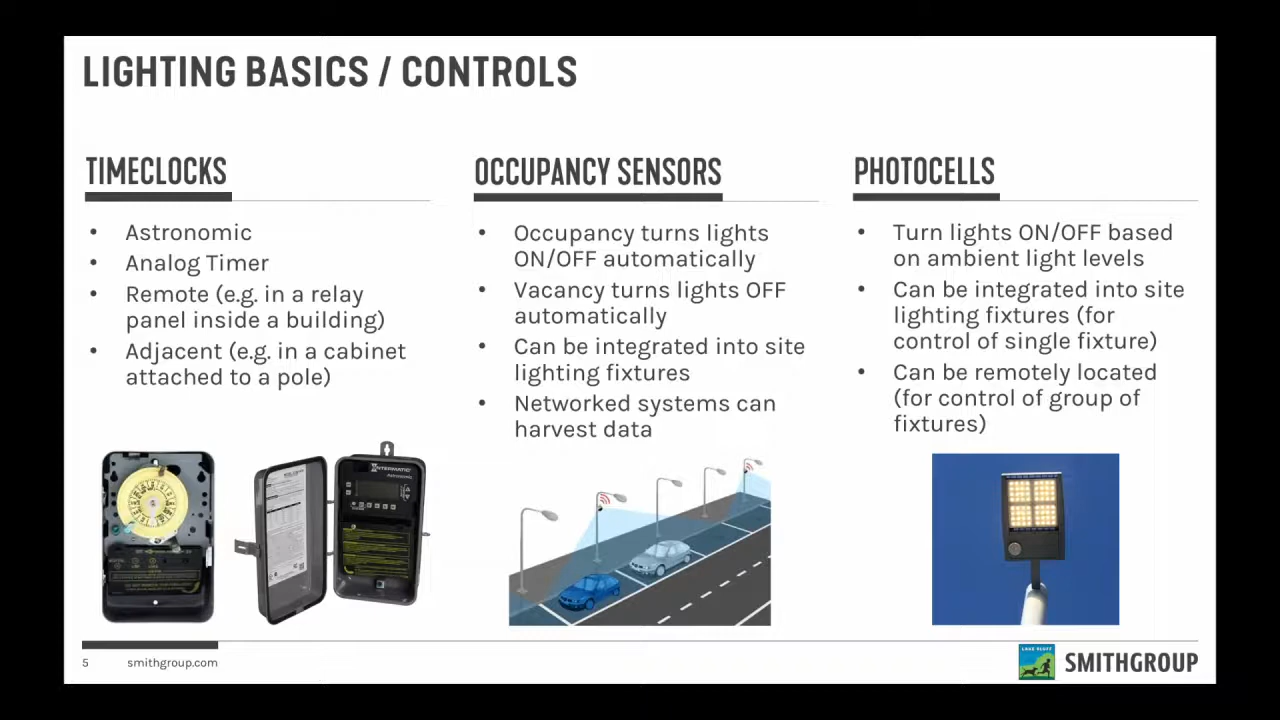 LIGHTING BASICS / CONTROLS
TIMECLOCKS
• Astronomic
• Analog Timer
• Remote (e.g. in a relay
panel inside a building)
• Adjacent (e.g. in a cabinet
attached to a pole)
OCCUPANCY SENSORS
• Occupancy turns lights
ON/OFF automatically
• Vacancy turns lights OFF
automatically
• Can be integrated into site
lighting fixtures
• Networked systems can
harvest data
PHOTOCELLS
• Turn lights ON/OFF based
on ambient light levels
• Can be integrated into site
lighting fixtures (for
control of single fixture)
• Can be remotely located
(for control of group of
fixtures)
INTERMATIC
Astronomic
5
smithgroup.com
LAKE BLUFF
SMITHGROUP